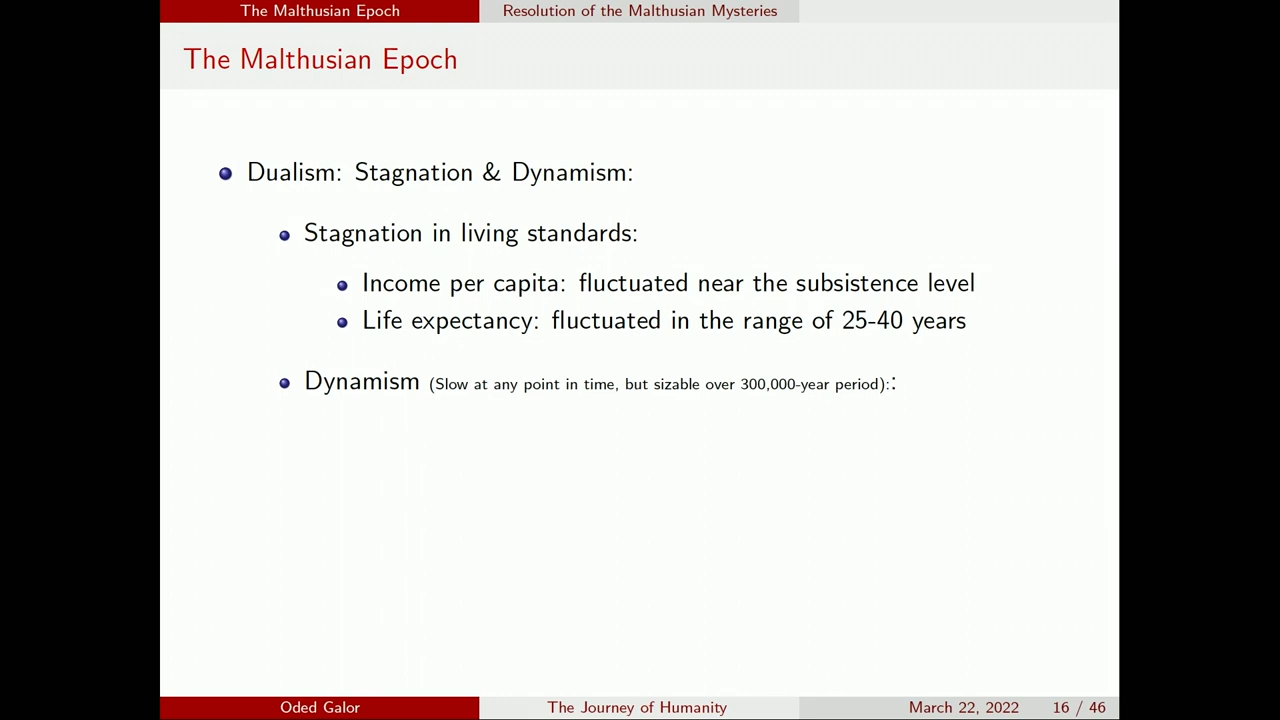 The Malthusian Epoch
Resolution of the Malthusian Mysteries
The Malthusian Epoch
Dualism: Stagnation & Dynamism:
Stagnation in living standards:
Income per capita: fluctuated near the subsistence level
Life expectancy: fluctuated in the range of 25-40 years
Dynamism (Slow at any point in time, but sizable over 300,000-year period)::
Oded Galor
The Journey of Humanity
March 22, 2022 16 / 46